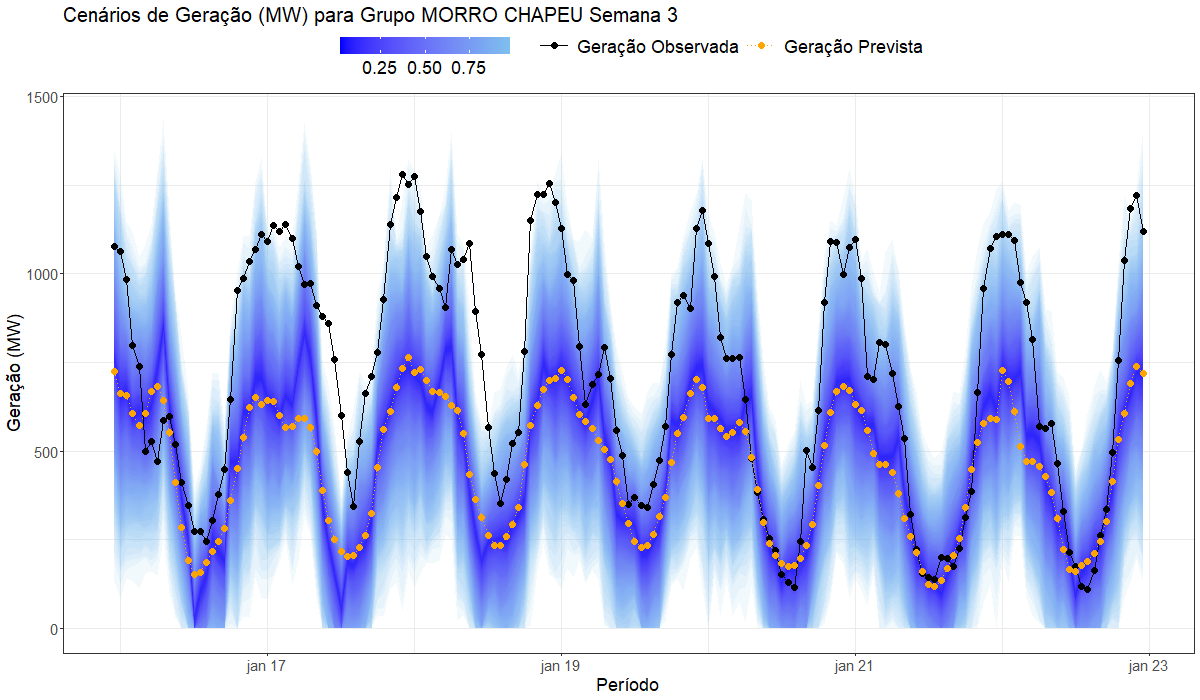 Cenários de Geração (MW) para Grupo MORRO CHAPEU Semana 3
0.25 0.50 0.75
Geração Observada
Geração Prevista
Geração (MW)
1500
1000
500
0
jan 17
jan 19
jan 21
jan 23
Período